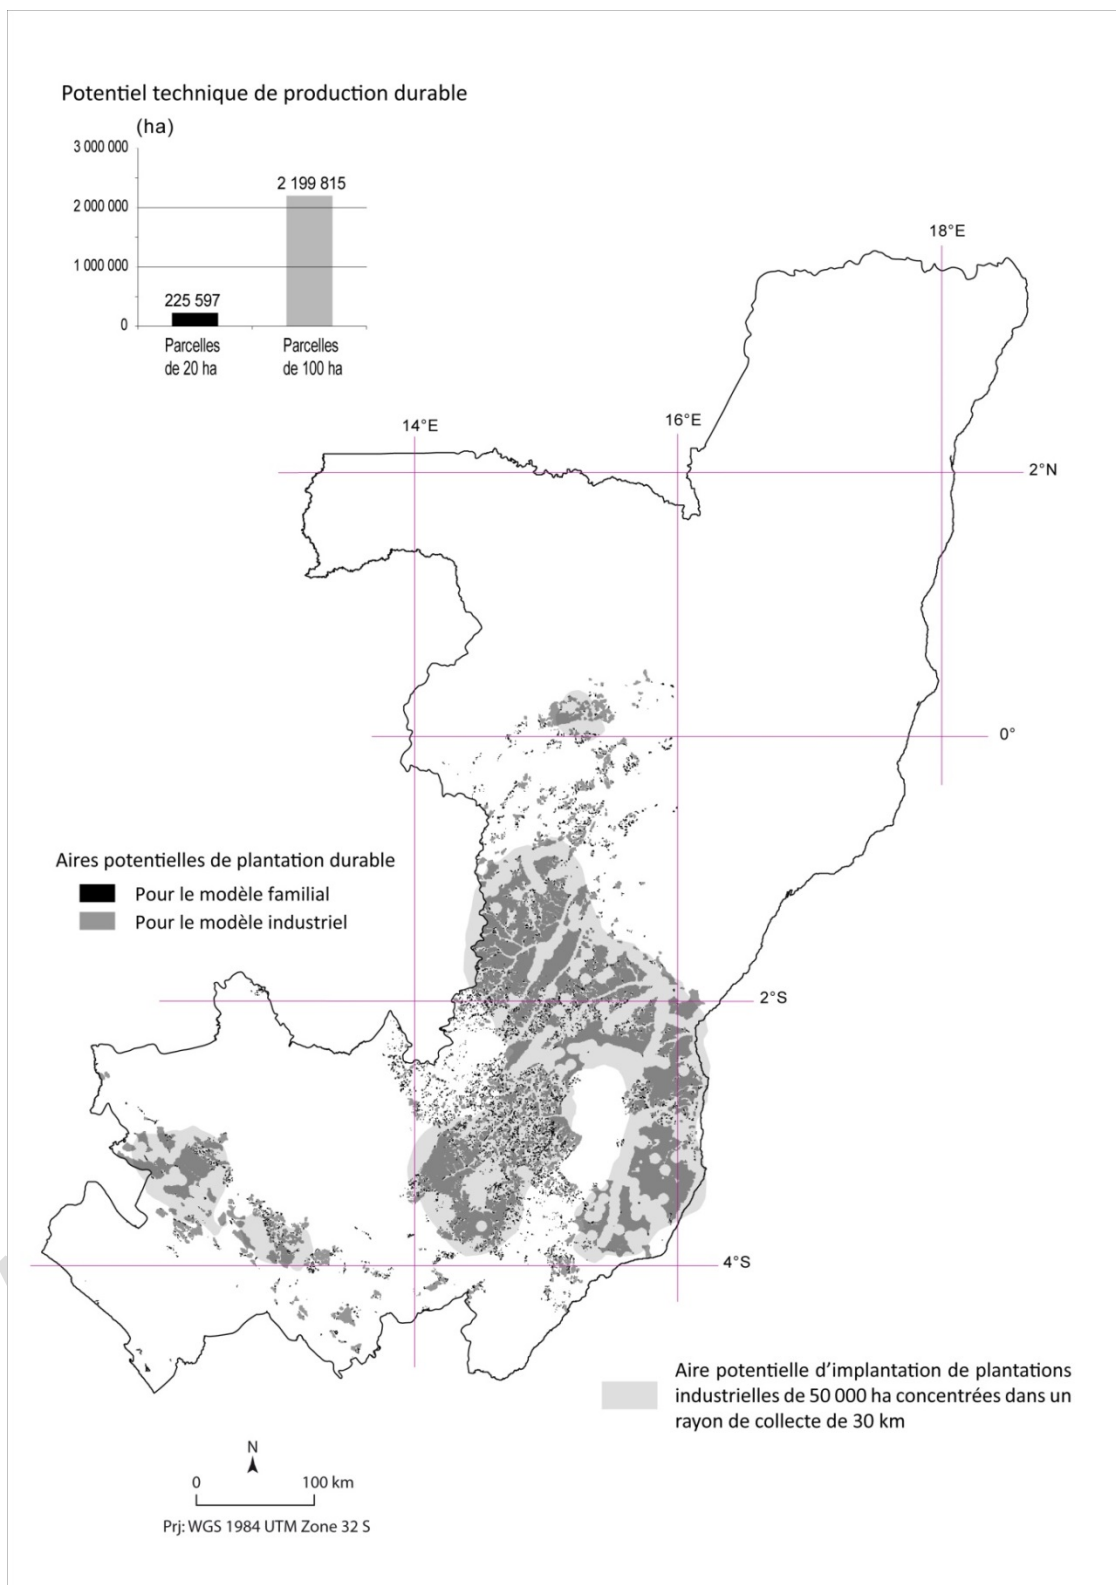 Potentiel technique de production durable
(ha)
3 000 000
2 199 815
2 000 000
1 000 000
225 597
0
Parcelles
de 20 ha
Parcelles
de 100 ha
18°E
16°E
14°E
2°N
0°
Aires potentielles de plantation durable
Pour le modèle familial
Pour le modèle industriel
2°S
4°S
Aire potentielle d’implantation de plantations
industrielles de 50 000 ha concentrées dans un
rayon de collecte de 30 km
N
0 100 km
Prj: WGS 1984 UTM Zone 32 S